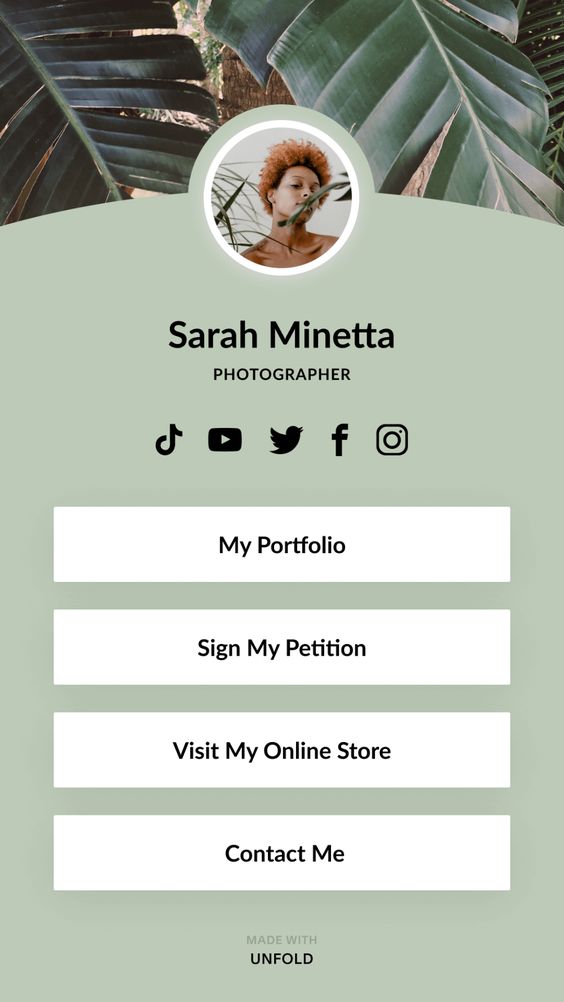 Sarah Minetta
PHOTOGRAPHER
My Portfolio
Sign My Petition
Visit My Online Store
Contact Me
MADE WITH
UNFOLD